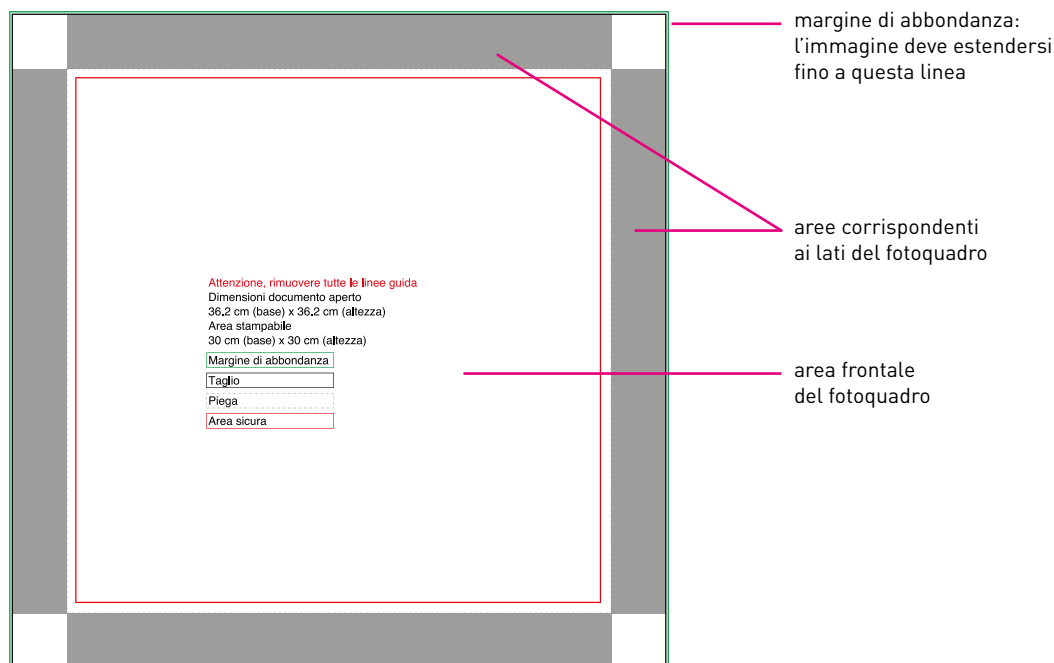 margine di abbondanza:
l’immagine deve estendersi
fino a questa linea
aree corrispondenti
ai lati del fotoquadro
Attenzione, rimuovere tutte le linee guida
Dimensioni documento aperto
36.2 cm (base) x 36.2 cm (altezza)
Area stampabile
30 cm (base) x 30 cm (altezza)
Margine di abbondanza
Taglio
Piega
Area sicura
area frontale
del fotoquadro